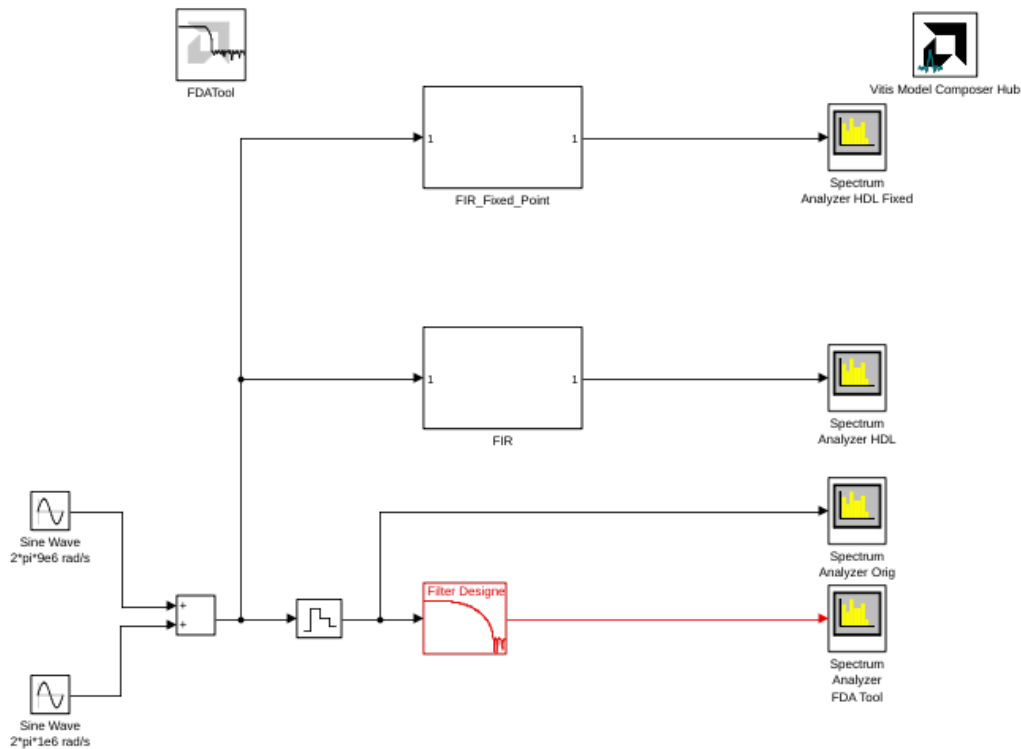 FDATool
Vitis Model Composer Hub
1
1
FIR_Fixed_Point
Spectrum
Analyzer HDL Fixed
1
1
FIR
Spectrum
Analyzer HDL
Sine Wave
2*pi*9e6 rad/s
Spectrum
Analyzer Orig
+
+
Filter Designe
Spectrum
Analyzer
FDA Tool
Sine Wave
2*pi*1e6 rad/s